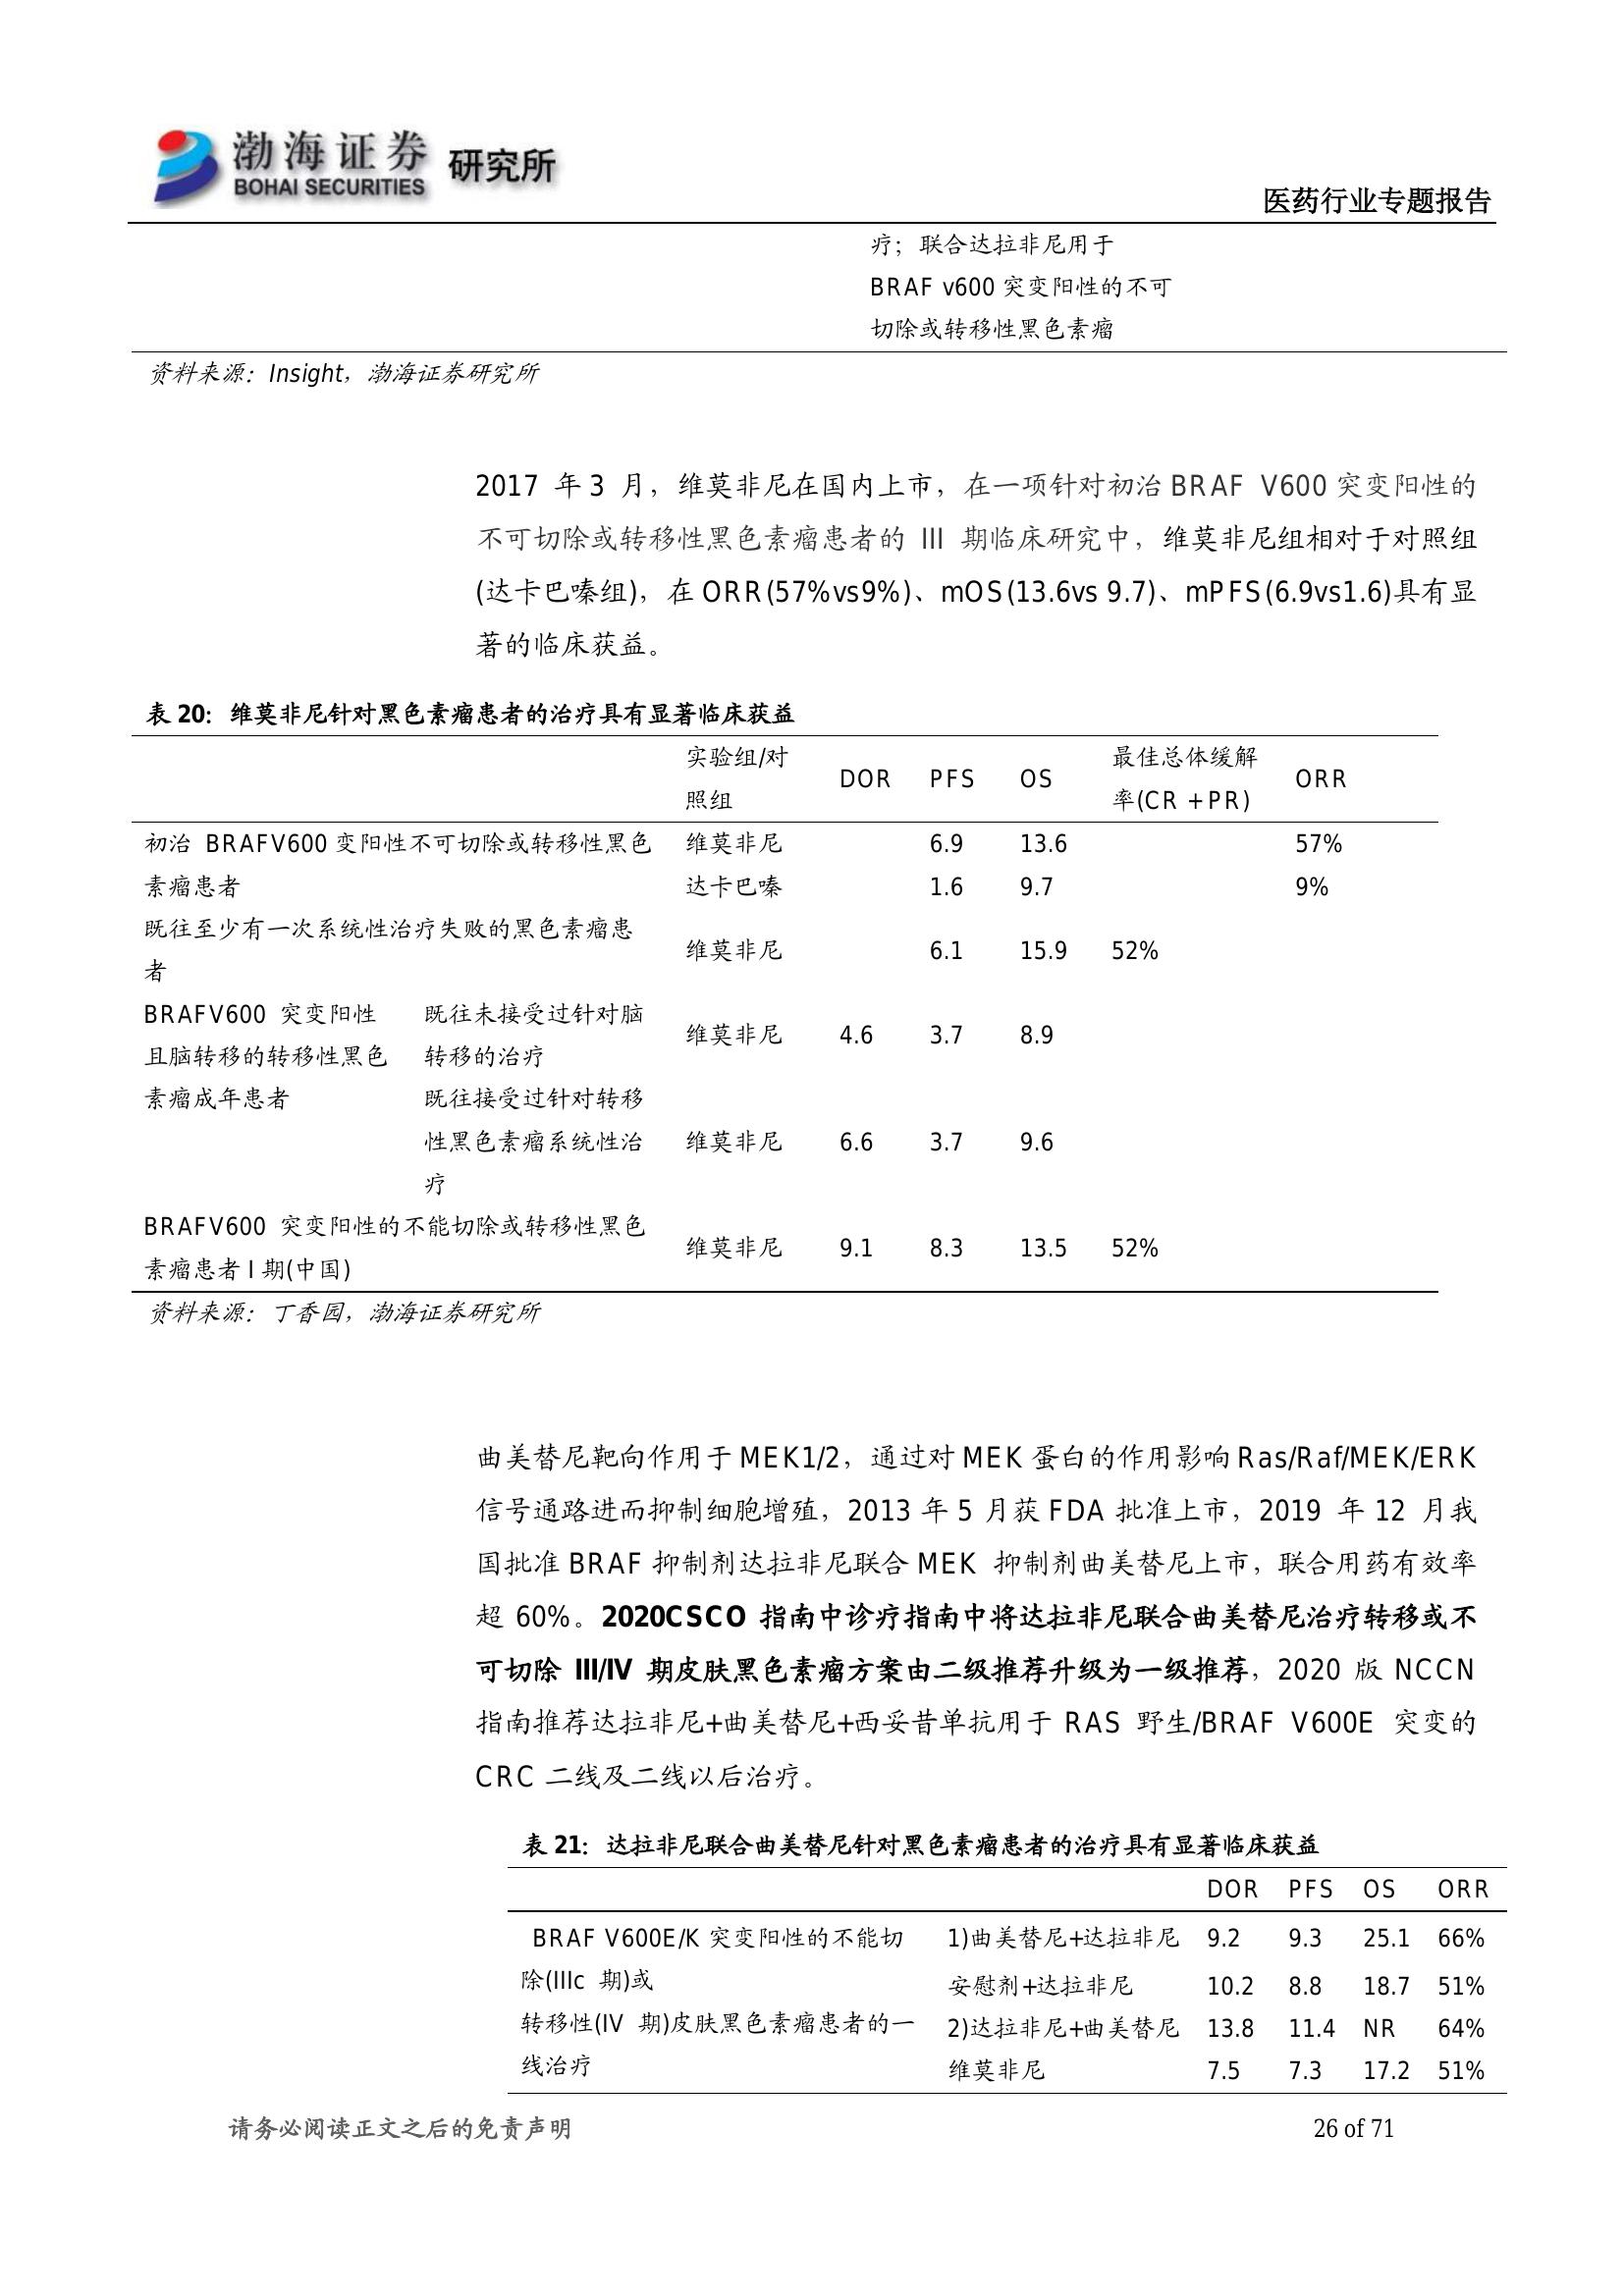 渤海证券 研究所
BOHAI SECURITIES
医药行业专题报告
疗；联合达拉非尼用于
BRAF v600 突变阳性的不可
切除或转移性黑色素瘤
资料来源：Insight，渤海证券研究所
2017 年 3 月，维莫非尼在国内上市，在一项针对初治 BRAF V600 突变阳性的
不可切除或转移性黑色素瘤患者的 III 期临床研究中，维莫非尼组相对于对照组
(达卡巴嗪组)，在 ORR(57%vs9%)、mOS(13.6vs 9.7)、mPFS(6.9vs1.6)具有显
著的临床获益。
表 20：维莫非尼针对黑色素瘤患者的治疗具有显著临床获益
实验组/对
照组
DOR PFS OS
最佳总体缓解
率(CR + PR)
ORR
初治 BRAFV600 变阳性不可切除或转移性黑色 维莫非尼 6.9 13.6 57%
素瘤患者 达卡巴嗪 1.6 9.7 9%
既往至少有一次系统性治疗失败的黑色素瘤患
者
维莫非尼 6.1 15.9 52%
BRAFV600 突变阳性
且脑转移的转移性黑色
素瘤成年患者
既往未接受过针对脑
转移的治疗
维莫非尼 4.6 3.7 8.9
既往接受过针对转移
性黑色素瘤系统性治
疗
维莫非尼 6.6 3.7 9.6
BRAFV600 突变阳性的不能切除或转移性黑色
素瘤患者 I 期(中国)
维莫非尼 9.1 8.3 13.5 52%
资料来源：丁香园，渤海证券研究所
曲美替尼靶向作用于 MEK1/2，通过对 MEK 蛋白的作用影响 Ras/Raf/MEK/ERK
信号通路进而抑制细胞增殖，2013 年 5 月获 FDA 批准上市，2019 年 12 月我
国批准 BRAF 抑制剂达拉非尼联合 MEK 抑制剂曲美替尼上市，联合用药有效率
超 60%。2020CSCO 指南中诊疗指南中将达拉非尼联合曲美替尼治疗转移或不
可切除 III/IV 期皮肤黑色素瘤方案由二级推荐升级为一级推荐，2020 版 NCCN
指南推荐达拉非尼+曲美替尼+西妥昔单抗用于 RAS 野生/BRAF V600E 突变的
CRC 二线及二线以后治疗。
表 21：达拉非尼联合曲美替尼针对黑色素瘤患者的治疗具有显著临床获益
DOR PFS OS ORR
BRAF V600E/K 突变阳性的不能切
除(IIIc 期)或
转移性(IV 期)皮肤黑色素瘤患者的一
线治疗
1)曲美替尼+达拉非尼 9.2 9.3 25.1 66%
安慰剂+达拉非尼 10.2 8.8 18.7 51%
2)达拉非尼+曲美替尼 13.8 11.4 NR 64%
维莫非尼 7.5 7.3 17.2 51%
请务必阅读正文之后的免责声明
26 of 71